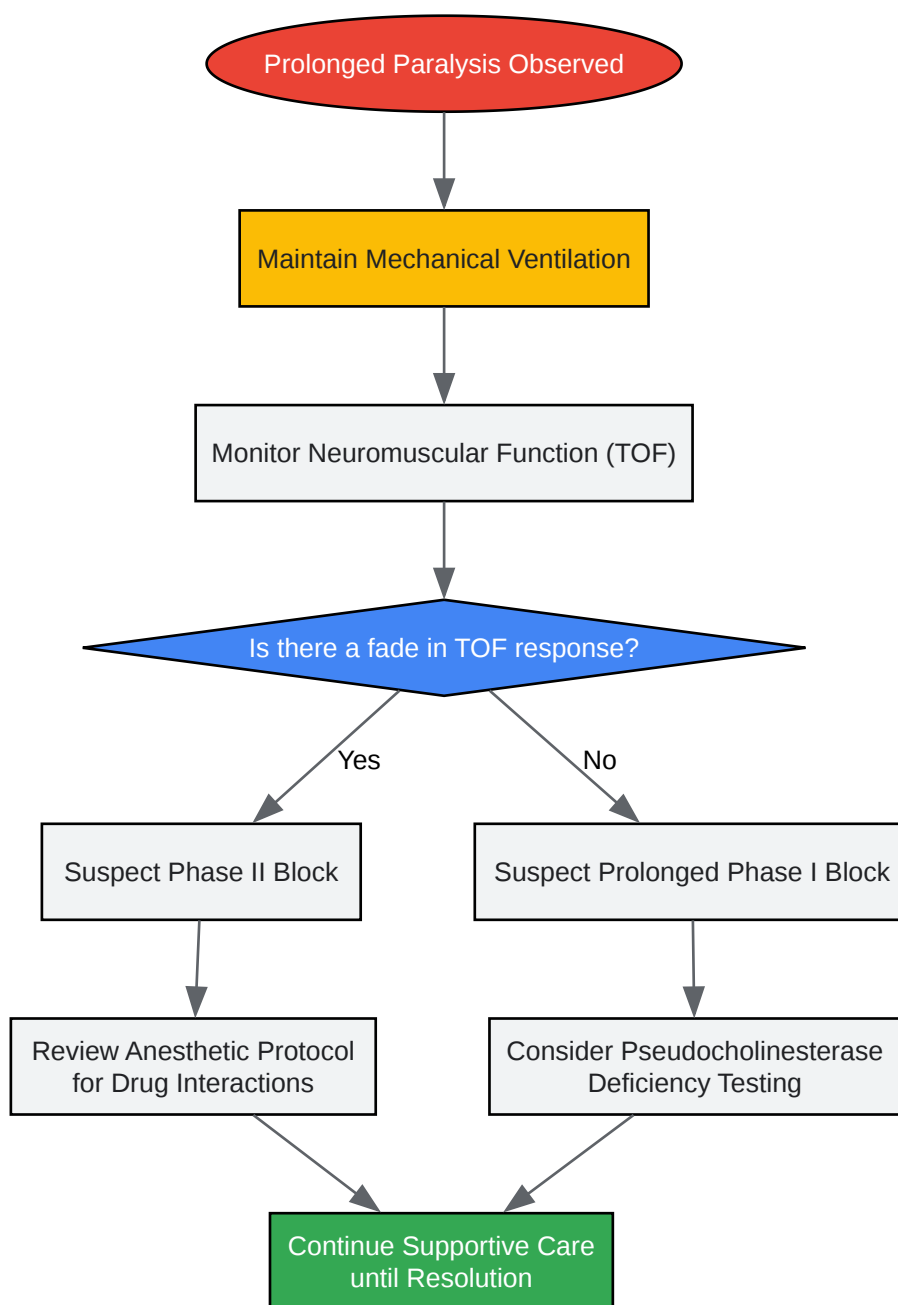 Prolonged Paralysis Observed
Maintain Mechanical Ventilation
Monitor Neuromuscular Function (TOF)
Is there a fade in TOF response?
Yes
No
Suspect Phase II Block
Suspect Prolonged Phase I Block
Review Anesthetic Protocol
for Drug Interactions
Consider Pseudocholinesterase
Deficiency Testing
Continue Supportive Care
until Resolution